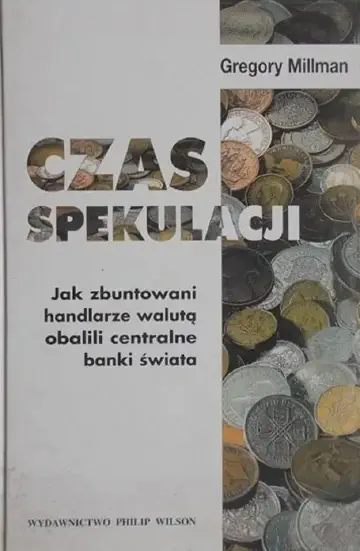 Gregory Millman
CZAS
SPEKULACJI
Jak zbuntowani
handlarze walutą
obalili centralne
banki świata
WYDAWNICTWO PHILIP WILSON